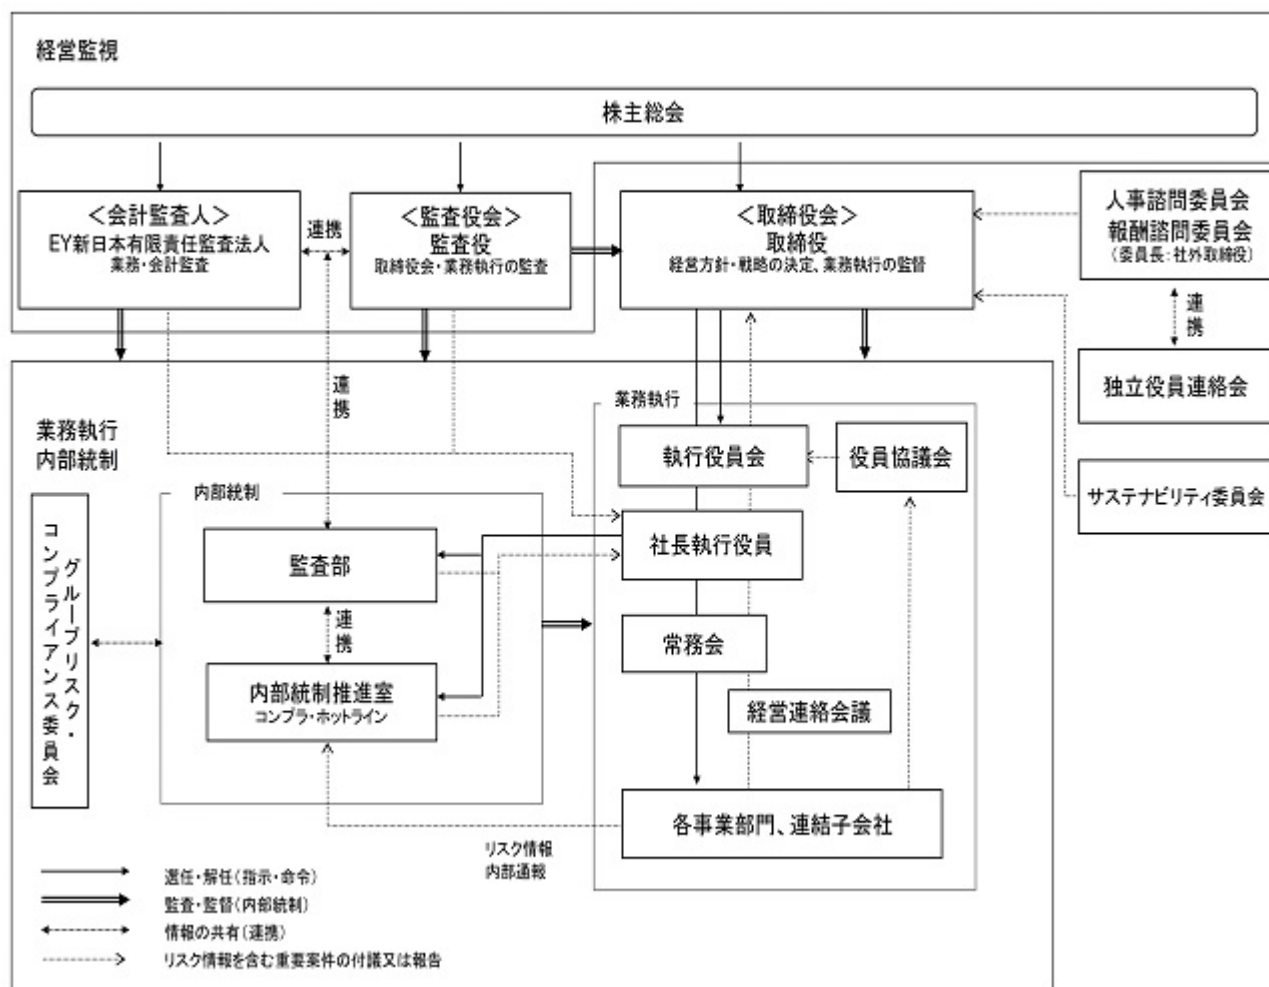 経営監視
株主総会
＜会計監査人＞
EY新日本有限責任監査法人
業務・会計監査
連携
＜監査役会＞
監査役
取締役会・業務執行の監査
＜取締役会＞
取締役
経営方針・戦略の決定、業務執行の監督
人事諮問委員会
報酬諮問委員会
（委員長：社外取締役）
連携
独立役員連絡会
サステナビリティ委員会
連携
業務執行
内部統制
業務執行
執行役員会
役員協議会
社長執行役員
常務会
経営連絡会議
各事業部門、連結子会社
内部統制
監査部
連携
内部統制推進室
コンプラ・ホットライン
グループリスク・
コンプライアンス委員会
リスク情報
内部通報
選任・解任（指示・命令）
監査・監督（内部統制）
情報の共有（連携）
リスク情報を含む重要案件の付議又は報告